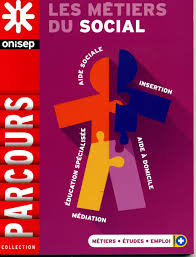 onisep
LES MÉTIERS
DU SOCIAL
AIDE SOCIALE
INSERTION
ÉDUCATION SPÉCIALISÉE
AIDE À DOMICILE
MÉDIATION
COLLECTION
PARCOURS
MÉTIERS • ÉTUDES • EMPLOI